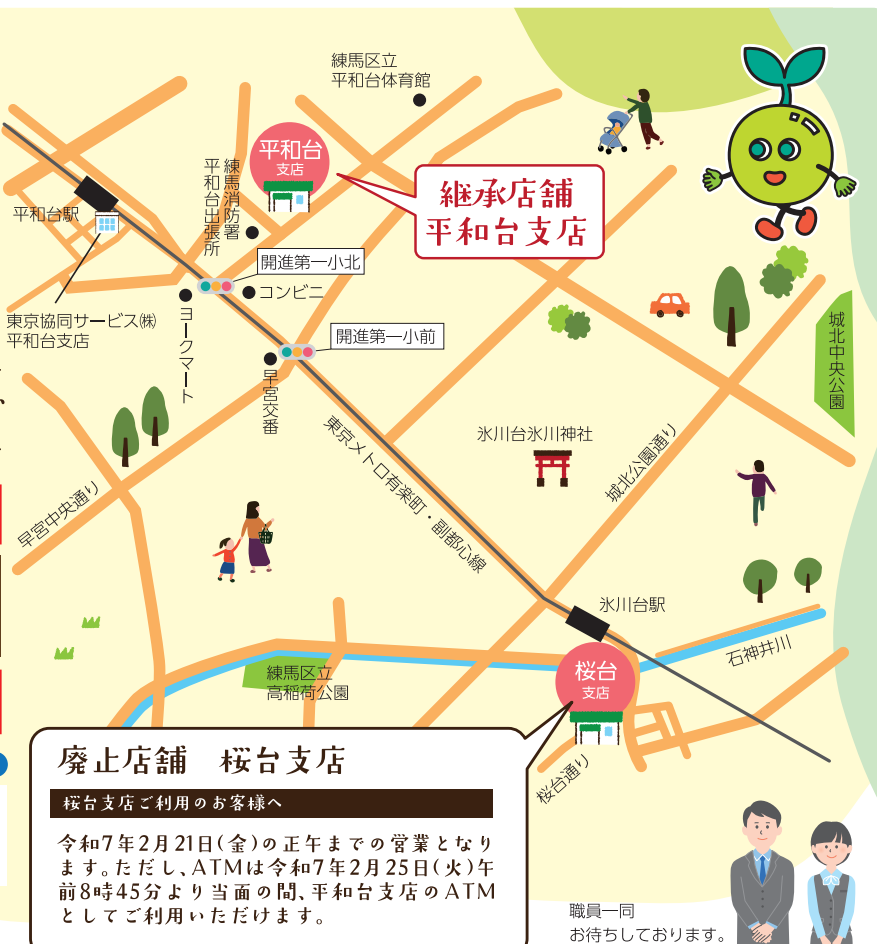 練馬区立
平和台体育館
平和台
支店
継承店舗
平和台支店
練馬消防署
平和台出張所
平和台駅
開進第一小北
コンビニ
東京協同サービス㈱
平和台支店
ヨークマート
開進第一小前
早宮交番
城北中央公園
氷川台氷川神社
城北公園通り
東京メトロ有楽町・副都心線
早宮中央通り
氷川台駅
石神井川
練馬区立
高稲荷公園
桜台
支店
桜台通り
廃止店舗 桜台支店
桜台支店ご利用のお客様へ
令和7年2月21日(金)の正午までの営業となり
ます。ただし、ATMは令和7年2月25日(火)午
前8時45分より当面の間、平和台支店のATM
としてご利用いただけます。
職員一同
お待ちしております。